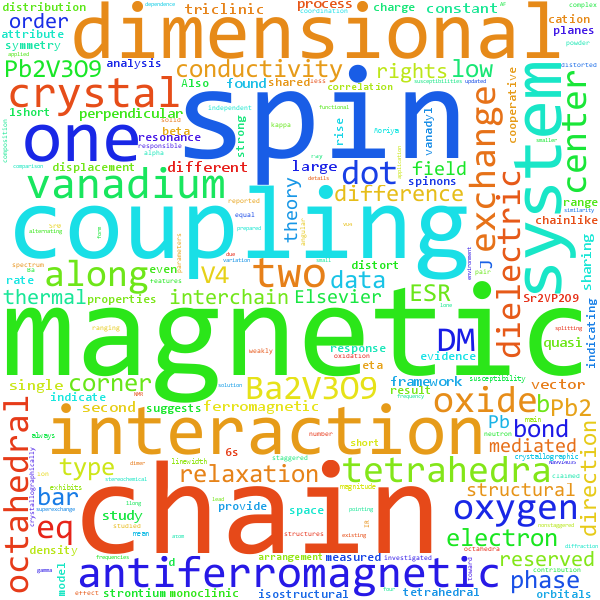 dimensional
spin
one
coupling
magnetic
interaction
chain
antiferromagnetic
system
center
exchange
dielectric
direction
octahedral
crystal
vanadium
conductivity
rights
low
order
triclinic
process
constant
distribution
attribute
symmetry
charge
cation
planes
Pb2V3O9
analysis
found
shared
less
correlation
perpendicular
strong
Also
1short
resonance
beta
rise
vanadyl
cooperative
displacement
different
large
dot
field
spinons
theory
difference
range
chainlike
along
even
distort
quasi
sharing
thermal
V4
two
data
J
rate
interchain
Elsevier
ESR
Sr2VP2O9
properties
features
spectrum
ranging
DM
response
evidence
indicating
single
corner
Ba2V3O9
framework
vector
indicate
second
suggests
ferromagnetic
result
oxide
b
Pb2
type
6s
Pb
bond
mediated
relaxation
tetrahedra
structural
bar
eq
oxygen
study
provide
space
electron
density
d
arrangement
measured
reserved
model
isostructural
tetrahedral
phase
strontium
monoclinic
orbitals